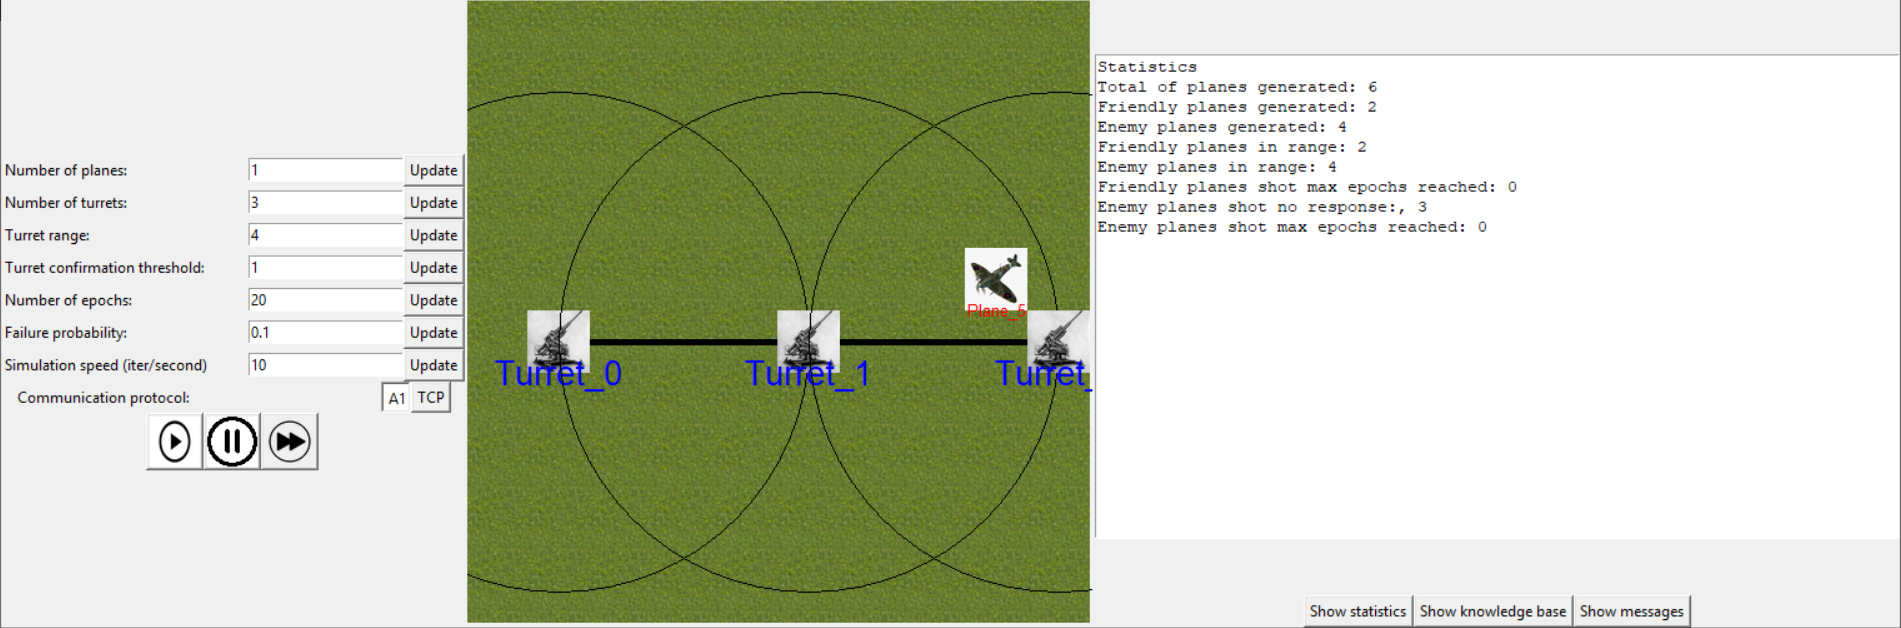 Number of planes: 1 Update
Number of turrets: 3 Update
Turret range: 4 Update
Turret confirmation threshold: 1 Update
Number of epochs: 20 Update
Failure probability: 0.1 Update
Simulation speed (iter/second) 10 Update
Communication protocol: A1 TCP
Plane_5
Turret_0 Turret_1 Turret_
Statistics
Total of planes generated: 6
Friendly planes generated: 2
Enemy planes generated: 4
Friendly planes in range: 2
Enemy planes in range: 4
Friendly planes shot max epochs reached: 0
Enemy planes shot no response:, 3
Enemy planes shot max epochs reached: 0
Show statistics Show knowledge base Show messages